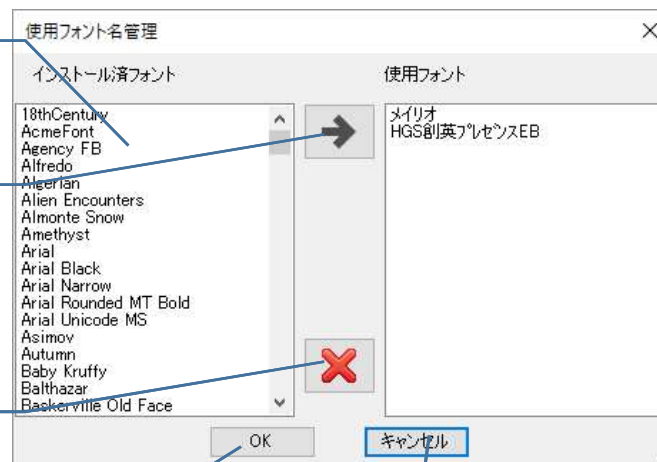 使用フォント名管理
インストール済フォント
使用フォント
18thCentury
AcmeFont
Agency FB
Alfredo
Algerian
Alien Encounters
Almonte Snow
Amethyst
Arial
Arial Black
Arial Narrow
Arial Rounded MT Bold
Arial Unicode MS
Asimov
Autumn
Baby Kruffy
Balthazar
Baskerville Old Face
メイリオ
HGS創英プレゼンスEB
OK
キャンセル